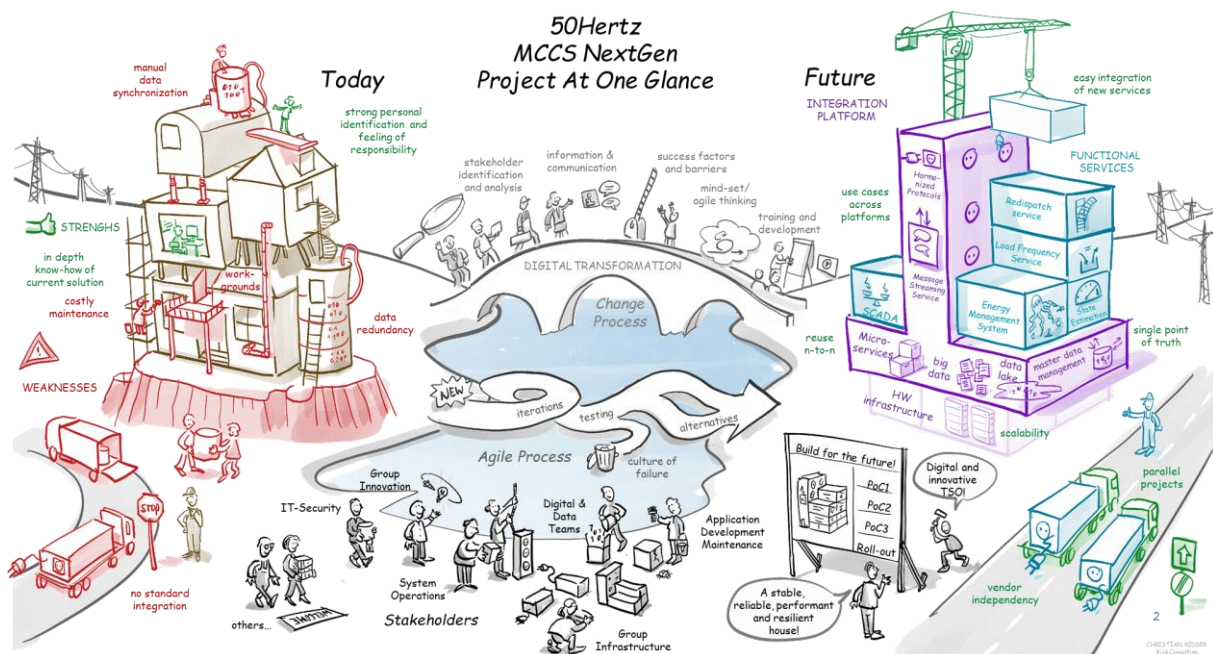 50Hertz
MCCS NextGen
Project At One Glance
Today
Future
manual
data
synchronization
strong personal
identification and
feeling of
responsibility
STRENGHS
in depth
know-how of
current solution
costly
maintenance
work-
grounds
data
redundancy
WEAKNESSES
STOP
no standard
integration
stakeholder
identification
and analysis
information &
communication
success factors
and barriers
mind-set/
agile thinking
training and
development
DIGITAL TRANSFORMATION
Change
Process
NEW
iterations
testing
alternatives
Agile Process
culture of
failure
Group
Innovation
IT-Security
Digital &
Data
Teams
Application
Development
Maintenance
System
Operations
others...
WELCOME
Stakeholders
Group
Infrastructure
Build for the future!
PoC1
PoC2
PoC3
Roll-out
Digital and
innovative
TSO!
A stable,
reliable, performant
and resilient
house!
INTEGRATION
PLATFORM
easy integration
of new services
FUNCTIONAL
SERVICES
Harmo-
nized
Protocols
use cases
across
platforms
Redispatch
service
Load Frequency
Service
Message
Streaming
Service
SCADA
Energy
Management
System
State
Estimation
reuse
n-to-n
Micro-
services
big
data
data
lake
master data
management
single point
of truth
HW
infrastructure
scalability
parallel
projects
vendor
independency
2
CHRISTIAN RIDDER